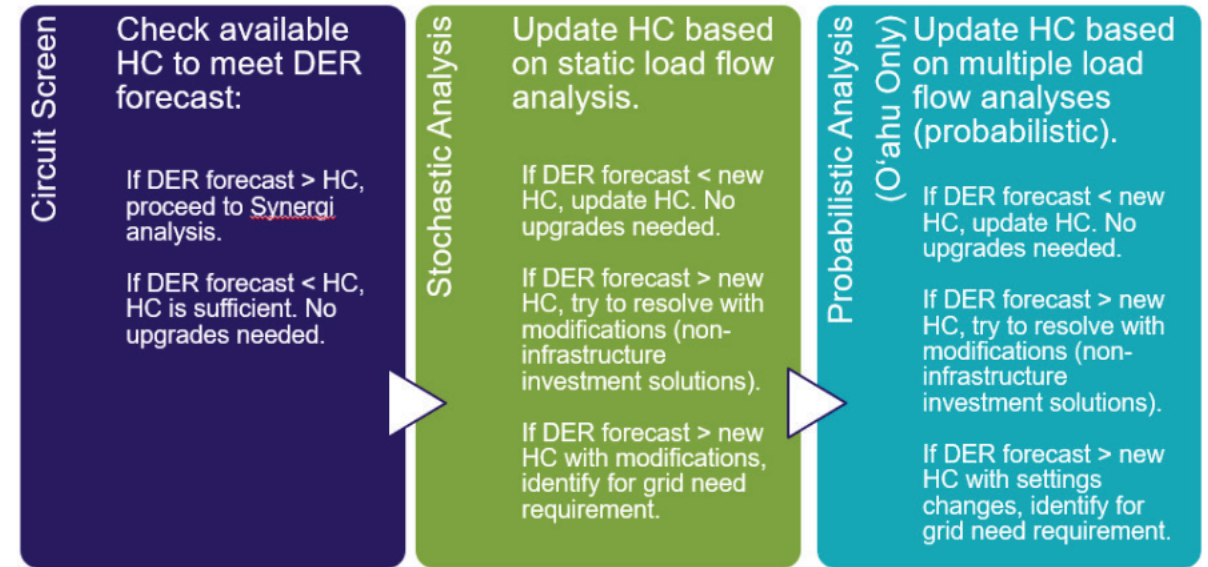 Circuit Screen
Check available
HC to meet DER
forecast:
If DER forecast > HC,
proceed to Synergi
analysis.
If DER forecast < HC,
HC is sufficient. No
upgrades needed.
Stochastic Analysis
Update HC based
on static load flow
analysis.
If DER forecast < new
HC, update HC. No
upgrades needed.
If DER forecast > new
HC, try to resolve with
modifications (non-
infrastructure
investment solutions).
If DER forecast > new
HC with modifications,
identify for grid need
requirement.
Probabilistic Analysis
(Oʻahu Only)
Update HC based
on multiple load
flow analyses
(probabilistic).
If DER forecast < new
HC, update HC. No
upgrades needed.
If DER forecast > new
HC, try to resolve with
modifications (non-
infrastructure
investment solutions).
If DER forecast > new
HC with settings
changes, identify for
grid need requirement.